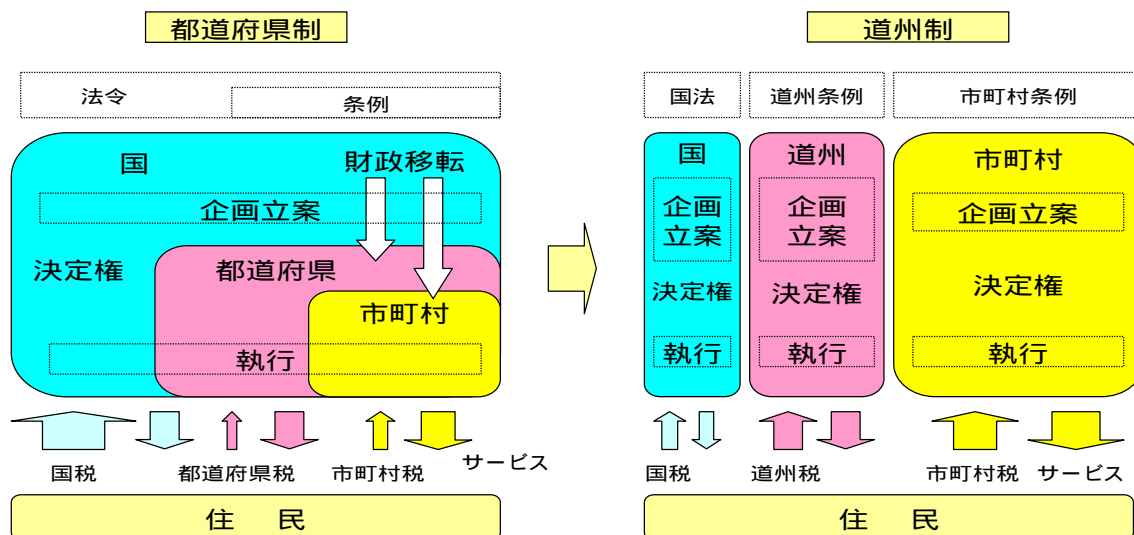 都道府県制
法令
条例
国
財政移転
企画立案
決定権
都道府県
市町村
執行
国税
都道府県税
市町村税
サービス
住　民
道州制
国法
道州条例
市町村条例
国
道州
市町村
企画
立案
企画
立案
企画立案
決定権
決定権
決定権
執行
執行
執行
国税
道州税
市町村税
サービス
住　民